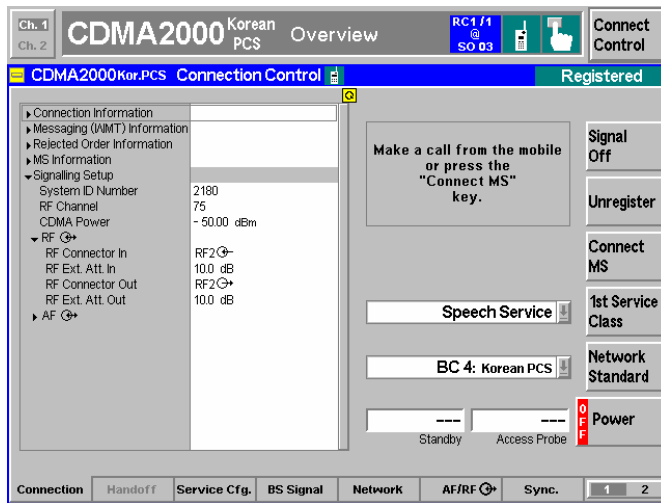 Ch. 1
Ch. 2
CDMA2000 Korean PCS Overview
RC1 /1
@
SO 03
Connect Control
CDMA2000 Kor.PCS Connection Control
Registered
Connection Information
Messaging (WMT) Information
Rejected Order Information
MS Information
Signalling Setup
System ID Number 2180
RF Channel 75
CDMA Power - 50.00 dBm
RF
RF Connector In RF2
RF Ext. Att. In 10.0 dB
RF Connector Out RF2
RF Ext. Att. Out 10.0 dB
AF
Make a call from the mobile
or press the
"Connect MS"
key.
Speech Service
BC 4: Korean PCS
--- ---
Standby Access Probe
Signal Off
Unregister
Connect MS
1st Service Class
Network Standard
OFF Power
Connection Handoff Service Cfg. BS Signal Network AF/RF Sync. 1 2